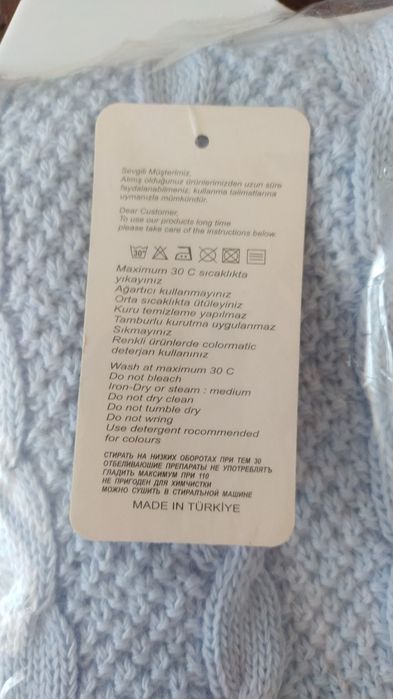 Sevgili Müşterimiz,
Almış olduğunuz ürünlerimizden uzun süre
faydalanabilmeniz, kullanma talimatlarına
uymanızla mümkündür.
Dear Customer,
To use our products long time
please take care of the instructions below.
30°
Maximum 30 C sıcaklıkta
yıkayınız
Ağartıcı kullanmayınız
Orta sıcaklıkta ütüleyiniz
Kuru temizleme yapılmaz
Tamburlu kurutma uygulanmaz
Sıkmayınız
Renkli ürünlerde colormatic
deterjan kullanınız
Wash at maximum 30 C
Do not bleach
Iron-Dry or steam : medium
Do not dry clean
Do not tumble dry
Do not wring
Use detergent rocommended
for colours
СТИРАТЬ НА НИЗКИХ ОБОРОТАХ ПРИ ТЕМ 30
ОТБЕЛИВАЮШИЕ ПРЕПАРАТЫ НЕ УПОТРЕБЛЯТЬ
ГЛАДИТЬ МАКСИМУМ ПРИ 110
НЕ ПРИГОДЕН ДЛЯ ХИМЧИСТКИ
МОЖНО СУШИТЬ В СТИРАЛЬНОЙ МАШИНЕ
MADE IN TÜRKİYE